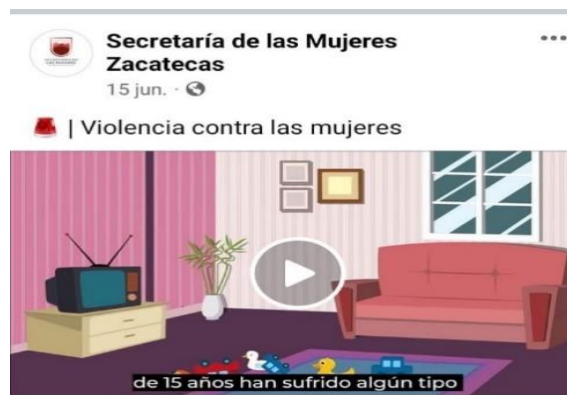 Secretaría de las Mujeres
Zacatecas
15 jun. ·
| Violencia contra las mujeres
de 15 años han sufrido algún tipo